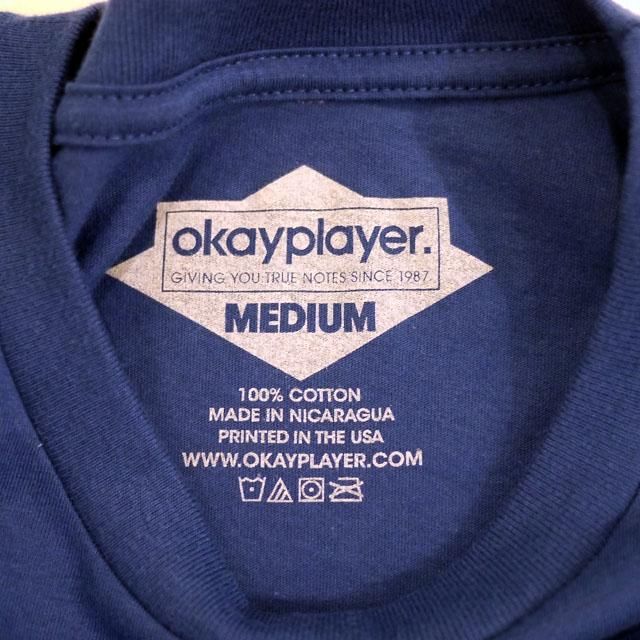 okayplayer.
GIVING YOU TRUE NOTES SINCE 1987
MEDIUM
100% COTTON
MADE IN NICARAGUA
PRINTED IN THE USA
WWW.OKAYPLAYER.COM